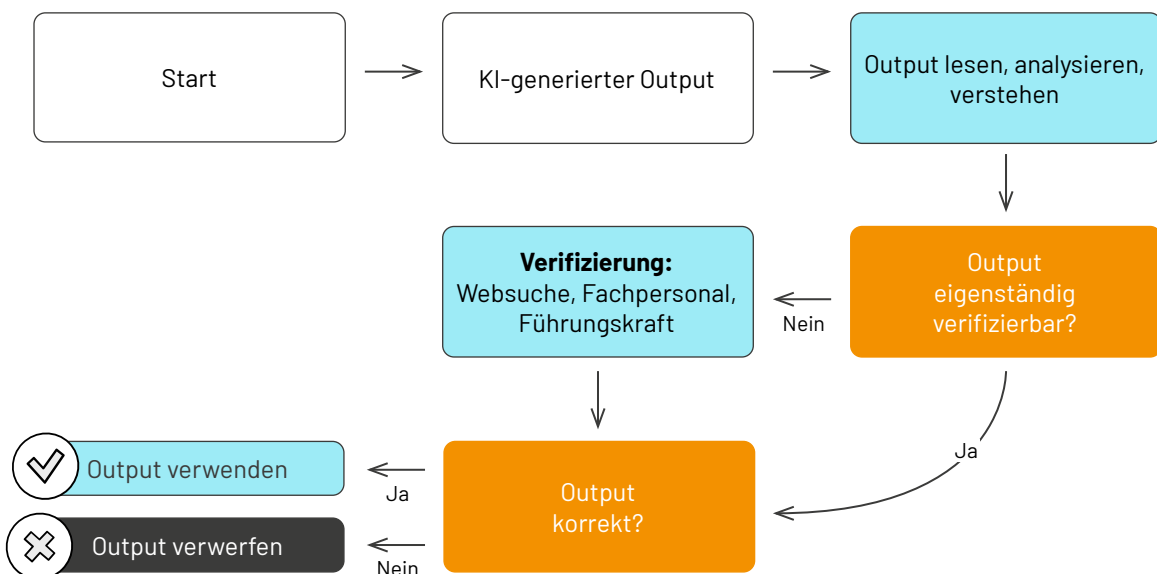 Start
KI-generierter Output
Output lesen, analysieren,
verstehen
Output
eigenständig
verifizierbar?
Nein
Verifizierung:
Websuche, Fachpersonal,
Führungskraft
Ja
Output
korrekt?
Ja
Output verwenden
Nein
Output verwerfen